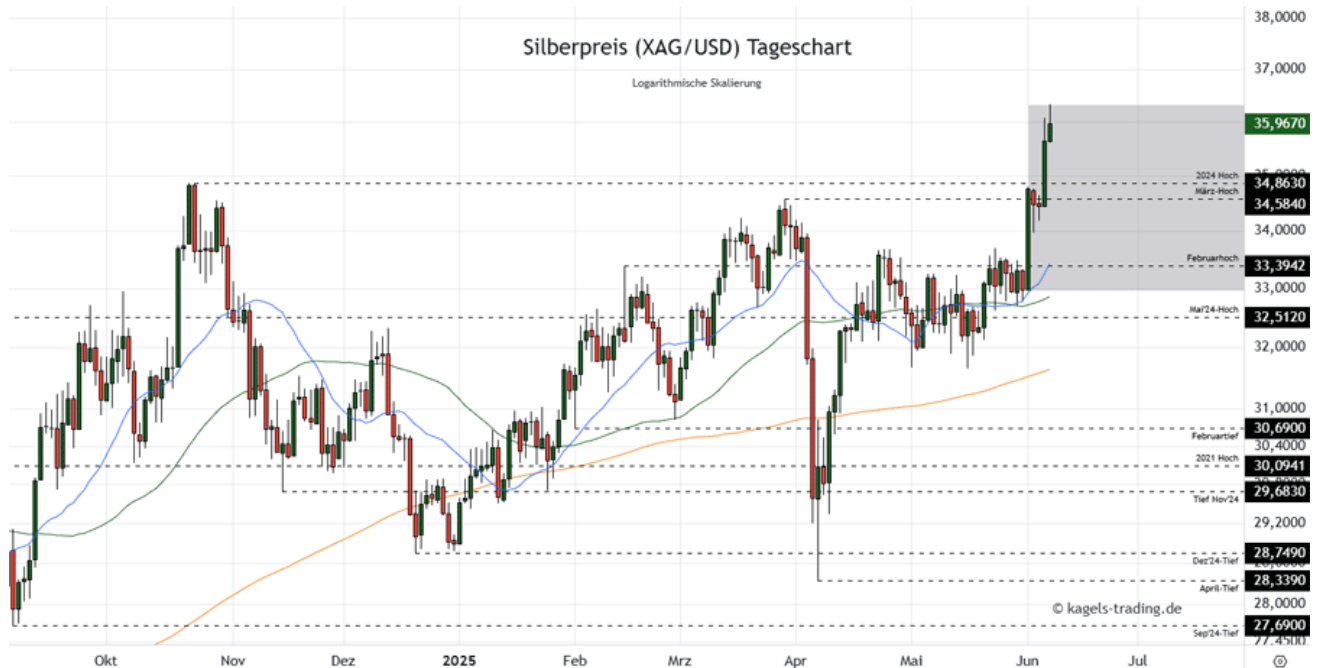 Silberpreis (XAG/USD) Tageschart
Logarithmische Skalierung
38,0000
37,0000
35,9670
2024 Hoch
34,8630
März-Hoch
34,5840
34,0000
Februarhoch
33,3942
33,0000
Mai'24-Hoch
32,5120
32,0000
31,0000
30,6900
Februartief
30,4000
2021 Hoch
30,0941
29,6830
Tief Nov'24
29,2000
28,7490
Dez'24-Tief
28,3390
April-Tief
© kagels-trading.de
28,0000
27,6900
Sep'24-Tief
27,4500
Okt Nov Dez 2025 Feb Mrz Apr Mai Jun Jul